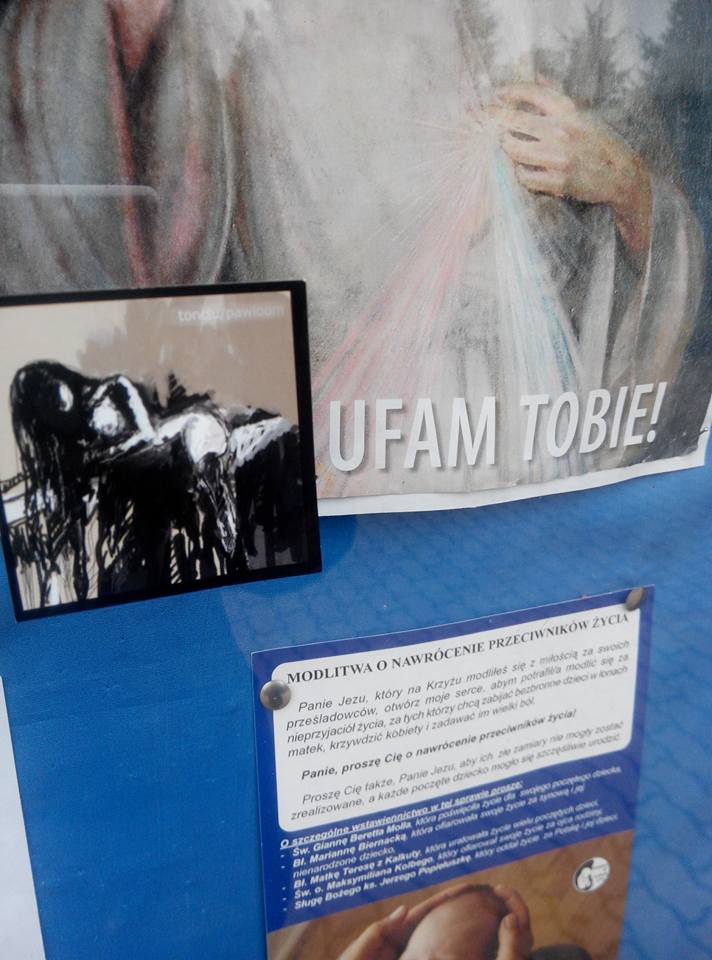 UFAM TOBIE!
MODLITWA O NAWRÓCENIE PRZECIWNIKÓW ŻYCIA
Panie Jezu, który na Krzyżu modliłeś się z miłością za swoich
prześladowców, otwórz moje serce, abym potrafił/a modlić się za
nieprzyjaciół życia, za tych którzy chcą zabijać bezbronne dzieci w łonach
matek, krzywdzić kobiety i zadawać im wielki ból.
Panie, proszę Cię o nawrócenie przeciwników życia!
Proszę Cię także, Panie Jezu, aby ich złe zamiary nie mogły zostać
zrealizowane, a każde poczęte dziecko mogło się szczęśliwie urodzić.
O szczególne wstawiennictwo w tej sprawie proszę:
- Św. Giannę Beretta Molla, która poświęciła życie dla swojego poczętego dziecka,
- Bł. Mariannę Biernacką, która ofiarowała swoje życie za synową i jej
nienarodzone dziecko,
- Bł. Matkę Teresę z Kalkuty, która uratowała życie wielu poczętych dzieci,
- Św. o. Maksymiliana Kolbego, który ofiarował swoje życie za ojca rodziny,
- Sługę Bożego ks. Jerzego Popiełuszkę, który oddał życie za Polskę i jej dzieci.